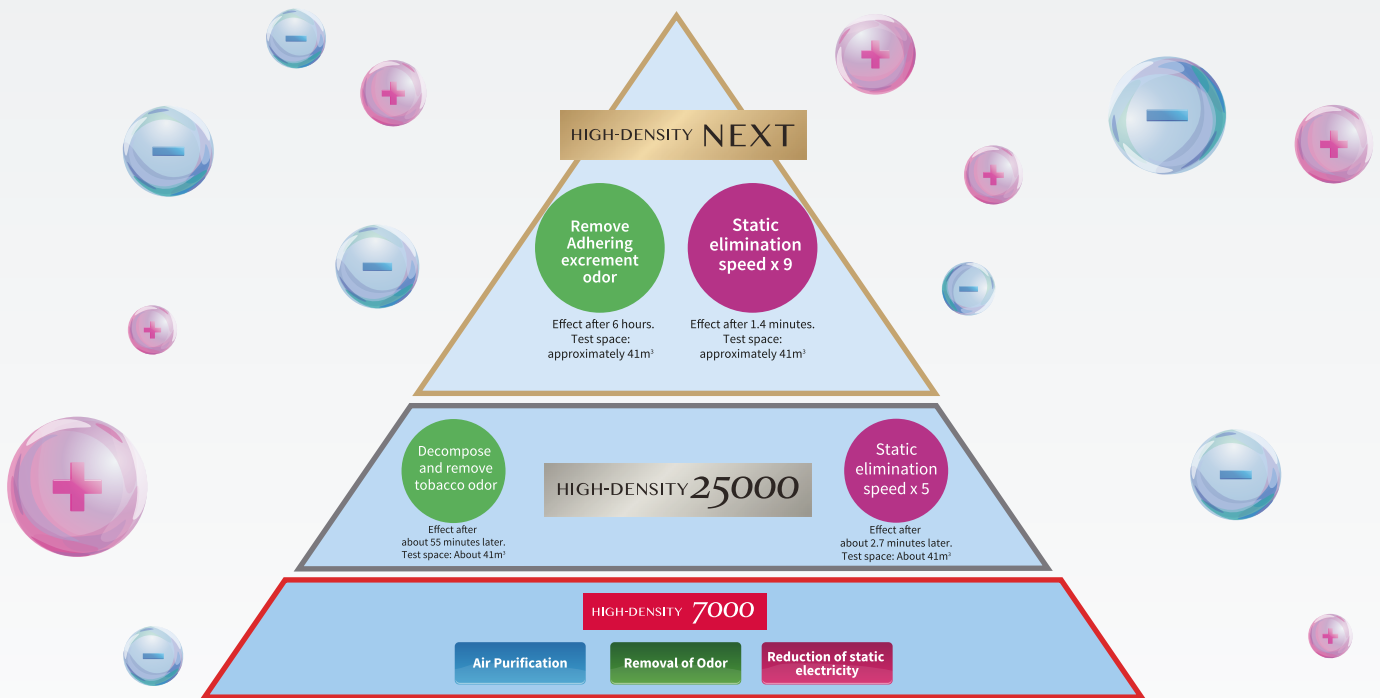 HIGH-DENSITY NEXT
Remove
Adhering
excrement
odor
Effect after 6 hours.
Test space:
approximately 41m³
Static
elimination
speed x 9
Effect after 1.4 minutes.
Test space:
approximately 41m³
Decompose
and remove
tobacco odor
Effect after
about 55 minutes later.
Test space: About 41m³
HIGH-DENSITY 25000
Static
elimination
speed x 5
Effect after
about 2.7 minutes later.
Test space: About 41m³
HIGH-DENSITY 7000
Air Purification
Removal of Odor
Reduction of static
electricity